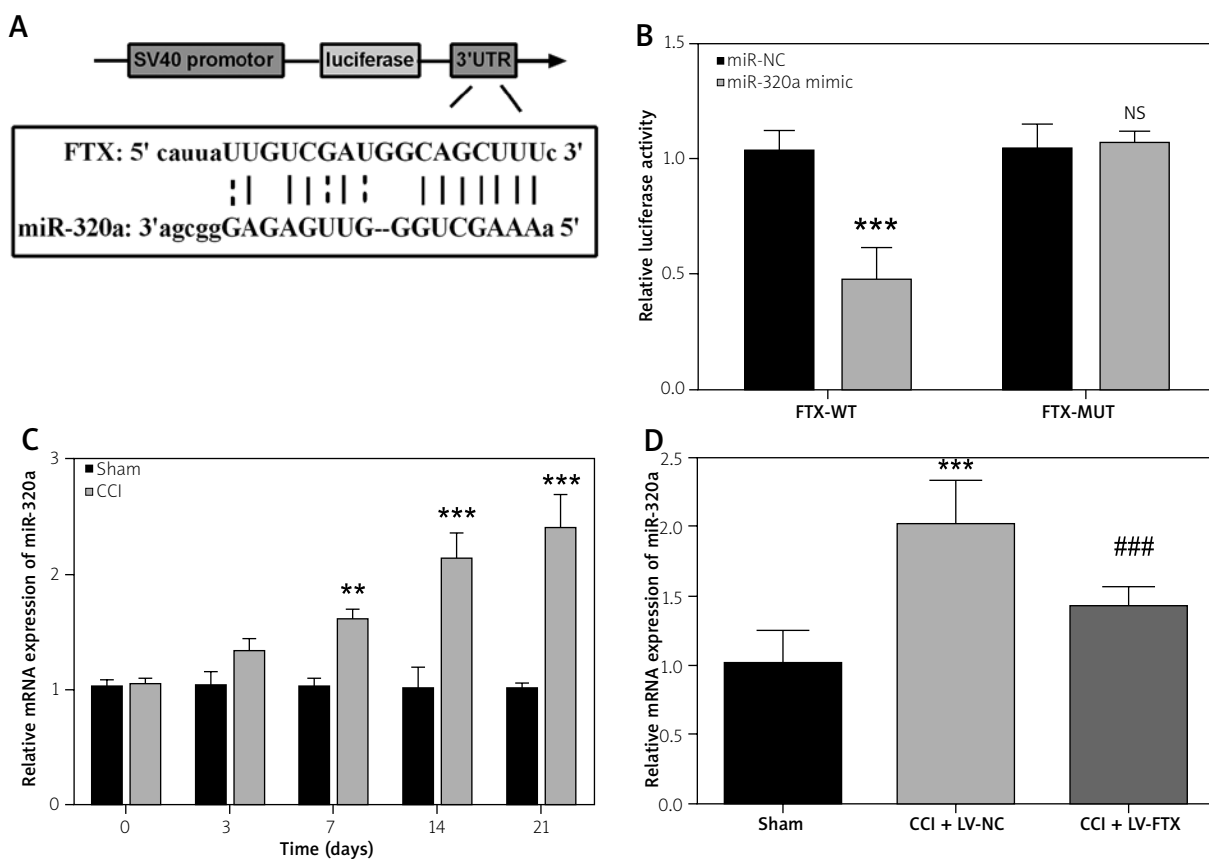 A
SV40 promotor luciferase 3'UTR
FTX: 5' cauuaUUGUCGAUGGCAGCUUUc 3'
miR-320a: 3'agcggGAGAGUUG--GGUCGAAAa 5'
B
Relative luciferase activity
1.5
1.0
0.5
0.0
miR-NC
miR-320a mimic
***
NS
FTX-WT FTX-MUT
C
Relative mRNA expression of miR-320a
3
2
1
0
Sham
CCI
**
***
***
0 3 7 14 21
Time (days)
D
Relative mRNA expression of miR-320a
2.5
2.0
1.5
1.0
0.5
0.0
***
###
Sham CCI + LV-NC CCI + LV-FTX